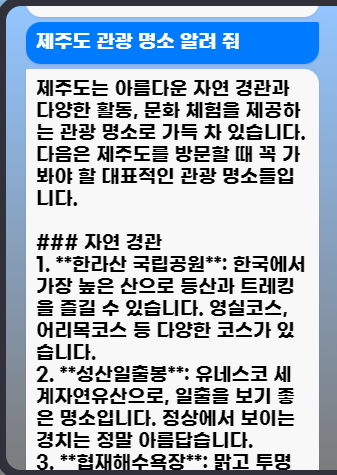 제주도 관광 명소 알려 줘
제주도는 아름다운 자연 경관과
다양한 활동, 문화 체험을 제공하
는 관광 명소로 가득 차 있습니다.
다음은 제주도를 방문할 때 꼭 가
봐야 할 대표적인 관광 명소들입
니다.

### 자연 경관
1. **한라산 국립공원**: 한국에서
가장 높은 산으로 등산과 트레킹
을 즐길 수 있습니다. 영실코스,
어리목코스 등 다양한 코스가 있
습니다.
2. **성산일출봉**: 유네스코 세
계자연유산으로, 일출을 보기 좋
은 명소입니다. 정상에서 보이는
경치는 정말 아름답습니다.
3. **협재해수욕장**: 맑고 투명